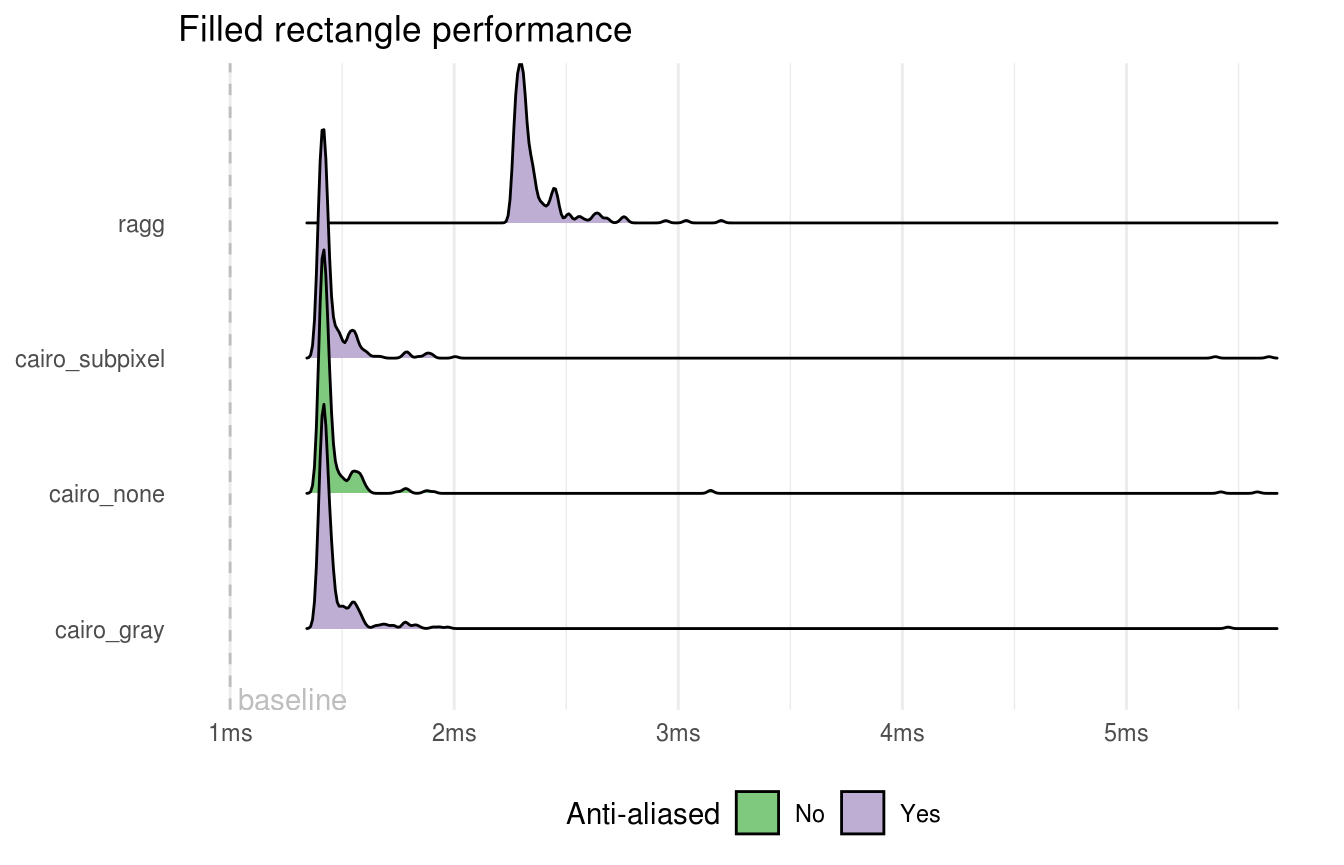 Filled rectangle performance
ragg
cairo_subpixel
cairo_none
cairo_gray
baseline
1ms 2ms 3ms 4ms 5ms
Anti-aliased No Yes